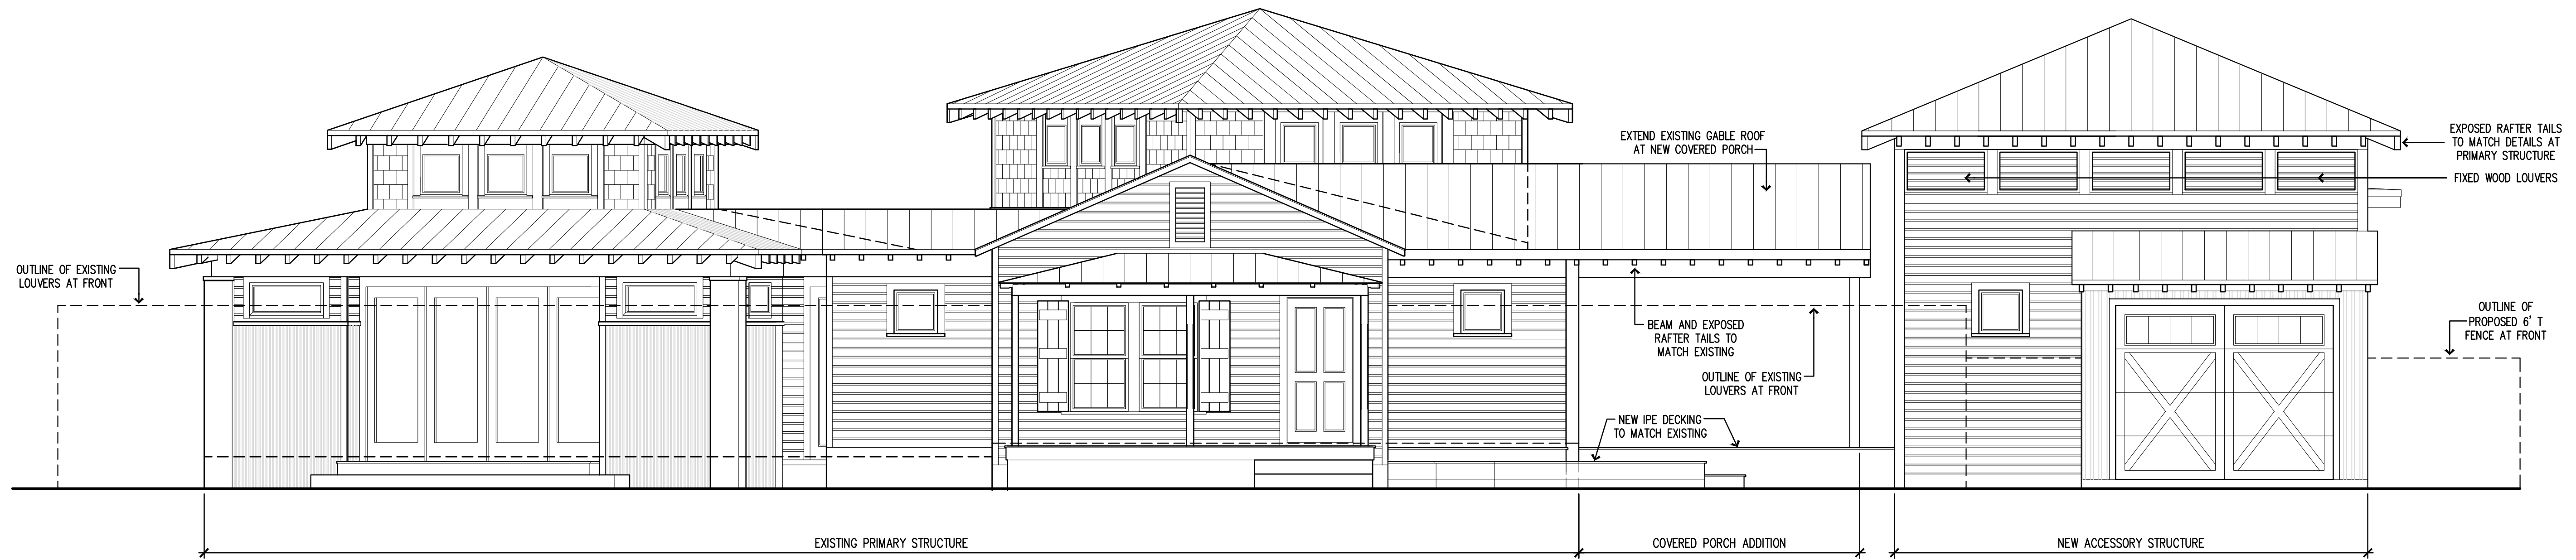 EXTEND EXISTING GABLE ROOF
AT NEW COVERED PORCH
EXPOSED RAFTER TAILS
TO MATCH DETAILS AT
PRIMARY STRUCTURE
FIXED WOOD LOUVERS
OUTLINE OF EXISTING
LOUVERS AT FRONT
OUTLINE OF
PROPOSED 6' T
FENCE AT FRONT
BEAM AND EXPOSED
RAFTER TAILS TO
MATCH EXISTING
OUTLINE OF EXISTING
LOUVERS AT FRONT
NEW IPE DECKING
TO MATCH EXISTING
EXISTING PRIMARY STRUCTURE
COVERED PORCH ADDITION
NEW ACCESSORY STRUCTURE